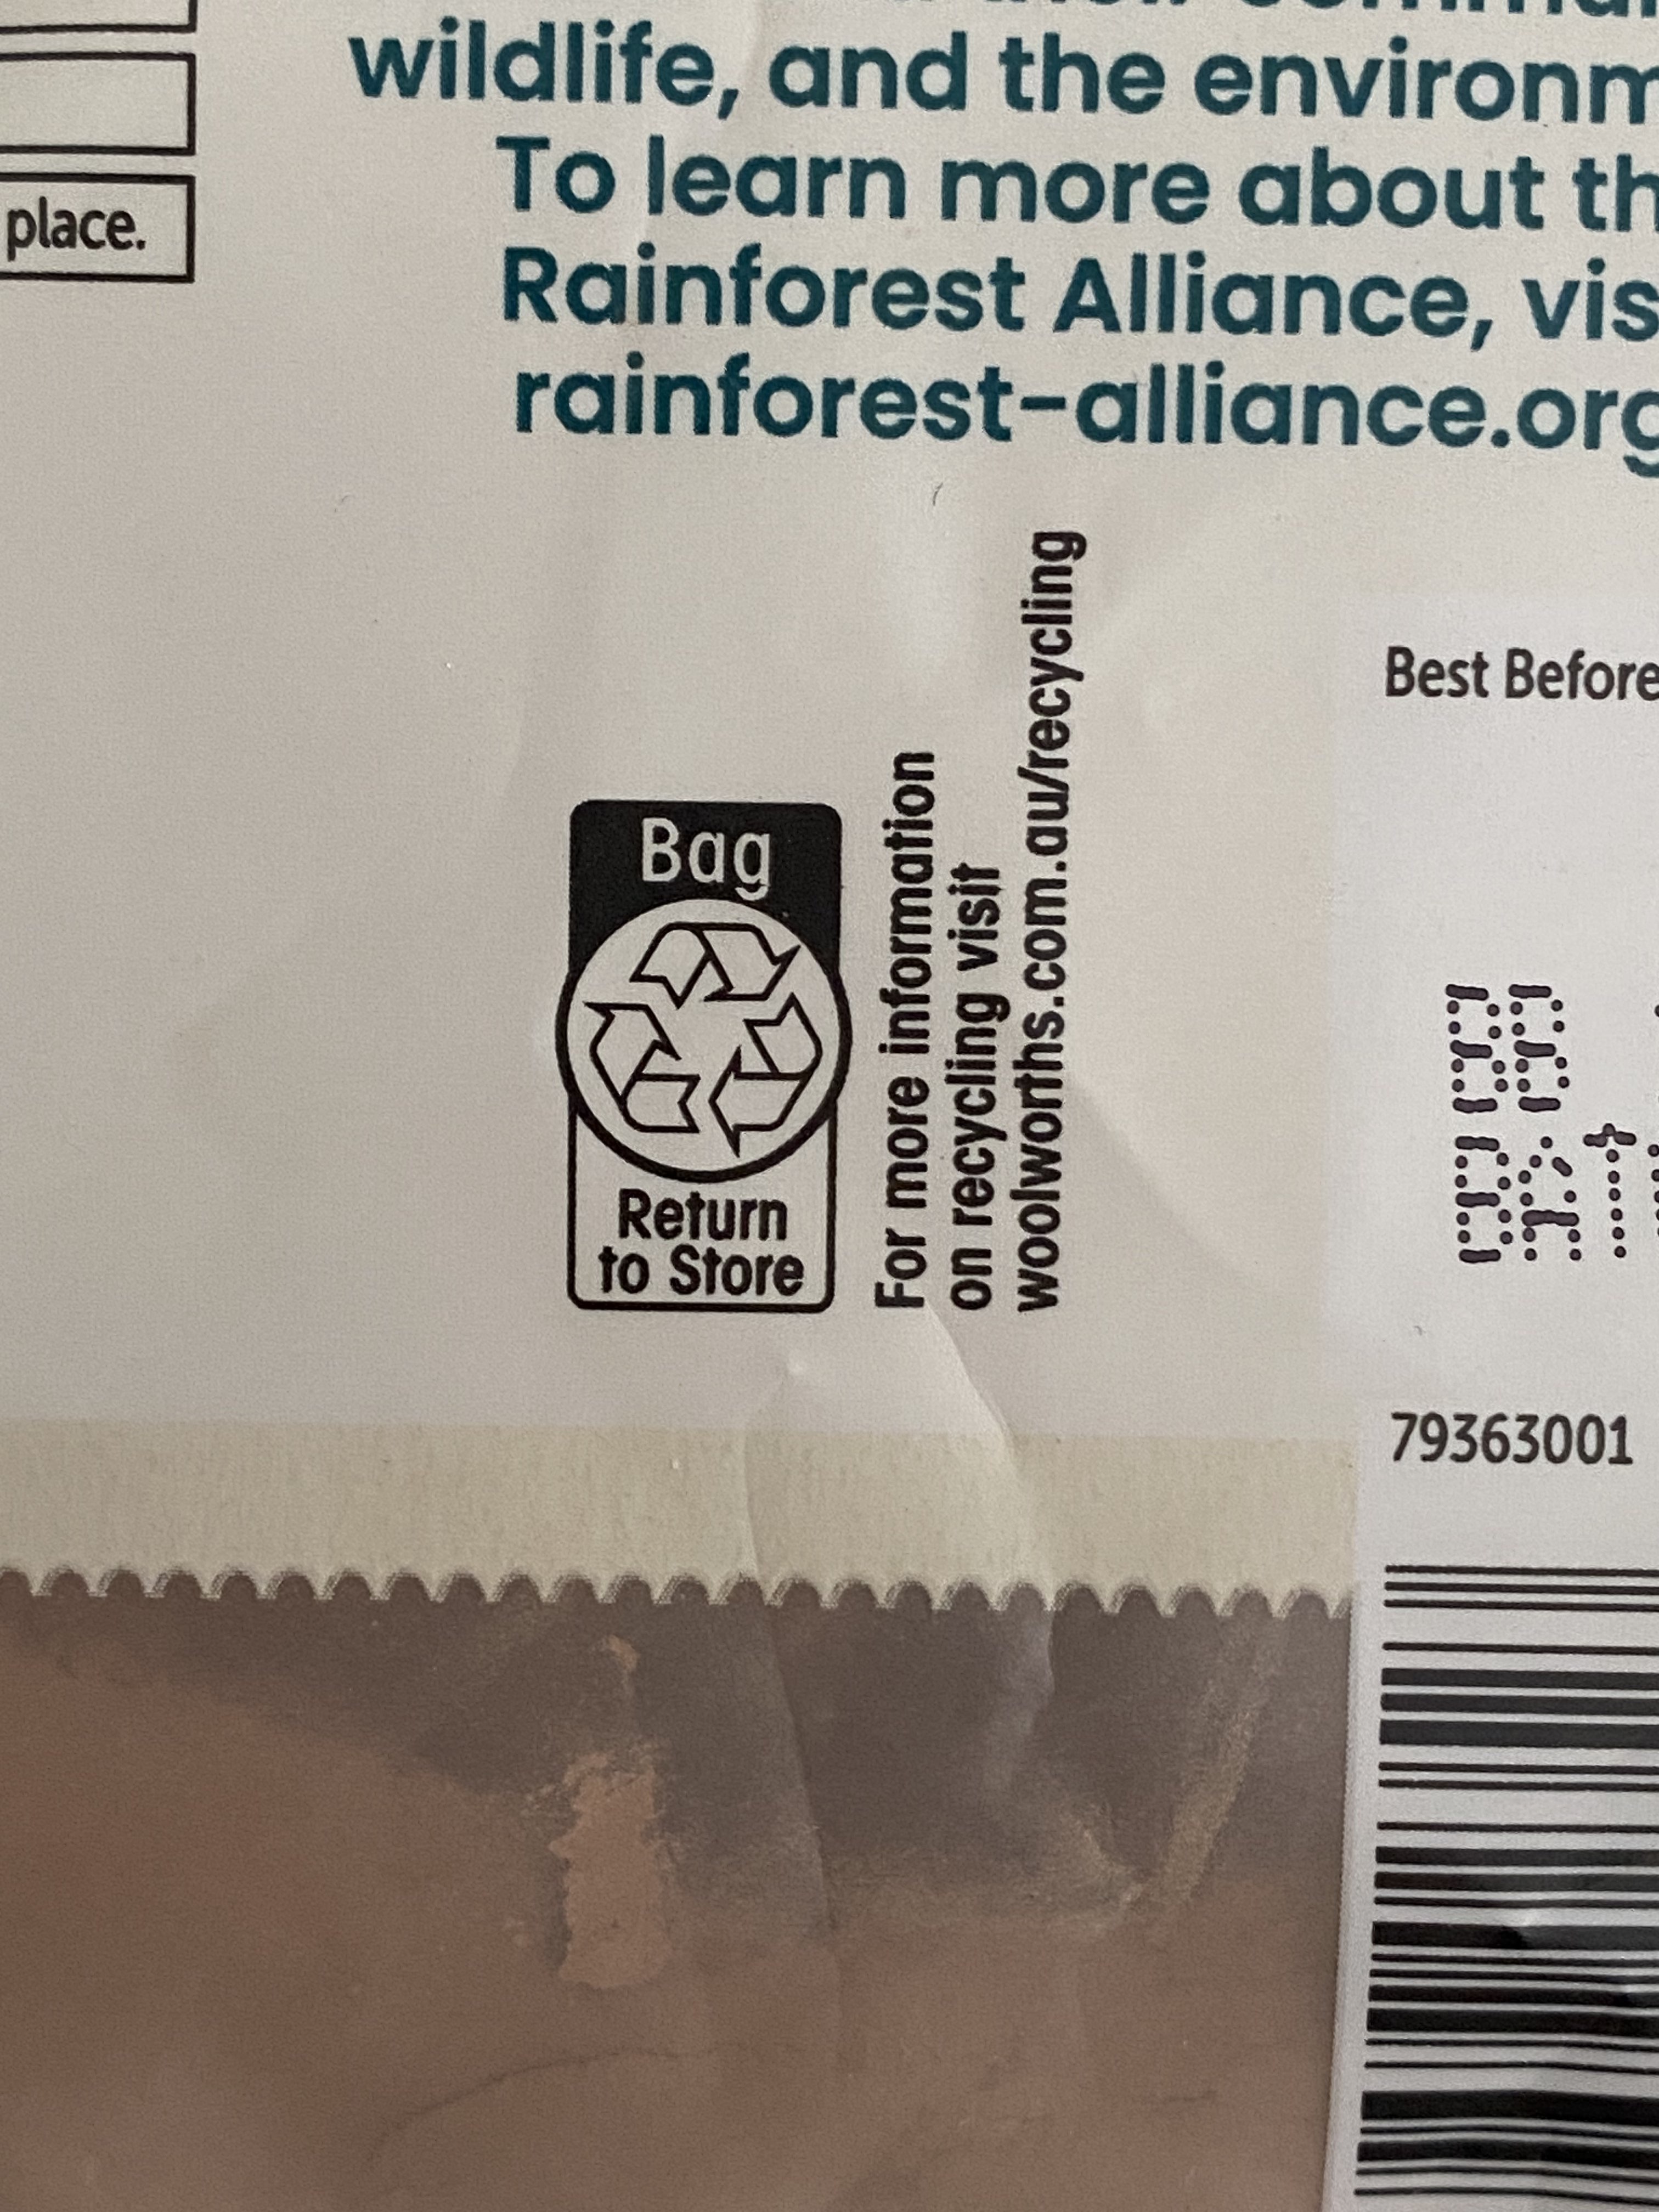 wildlife, and the environm
To learn more about th
Rainforest Alliance, vis
rainforest-alliance.org
place.
Bag
Return
to Store
For more information
on recycling visit
woolworths.com.au/recycling
Best Before
79363001